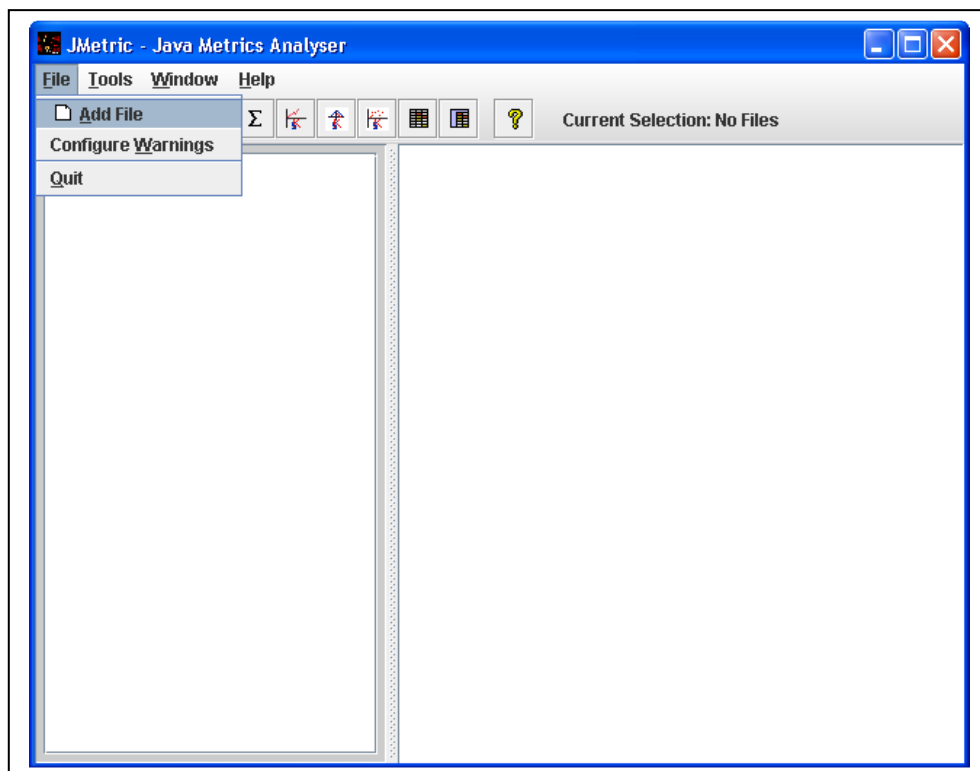 JMetric - Java Metrics Analyser
File Tools Window Help
Add File
Σ Current Selection: No Files
Configure Warnings
Quit